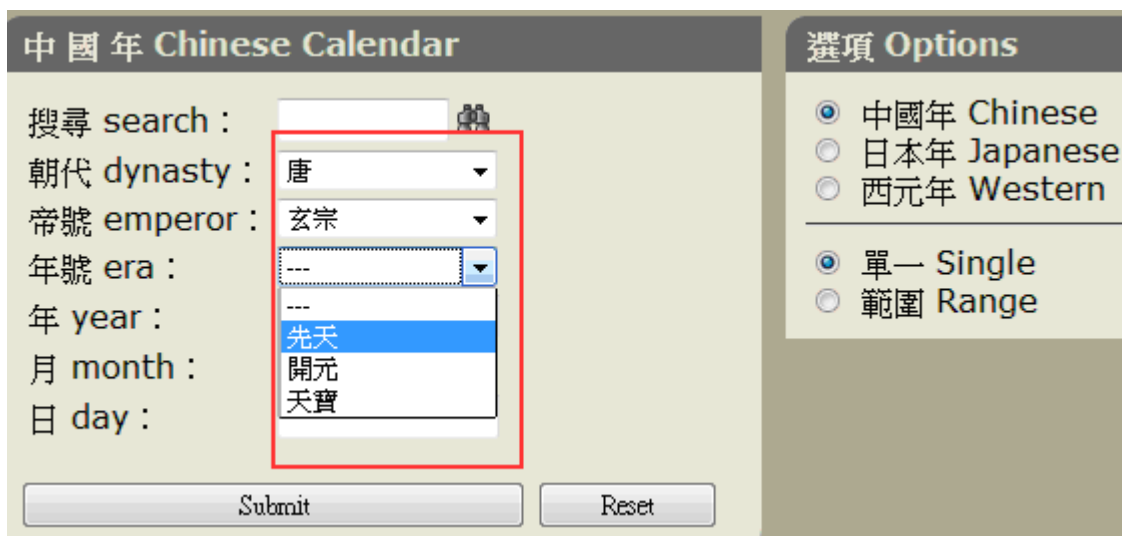 中 國 年 Chinese Calendar
搜尋 search：
朝代 dynasty： 唐
帝號 emperor： 玄宗
年號 era： ---
---
年 year：
先天
月 month： 開元
天寶
日 day：
Submit Reset
選項 Options
中國年 Chinese
日本年 Japanese
西元年 Western
單一 Single
範圍 Range